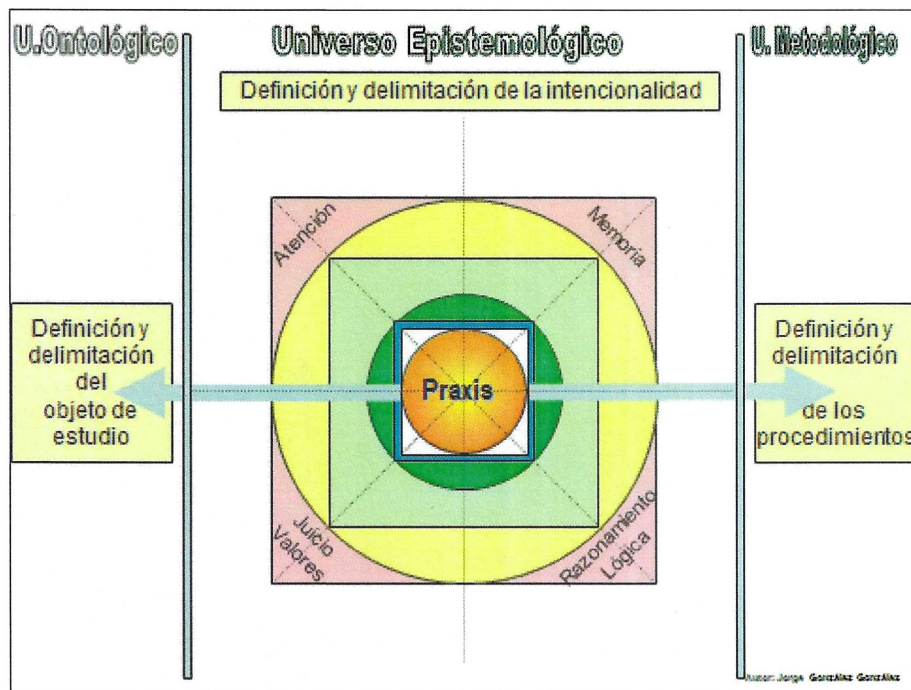 U.Ontológico
Universo Epistemológico
U. Metodológico
Definición y delimitación de la intencionalidad
Atención
Memoria
Definición y
delimitación
del
objeto de
estudio
Praxis
Definición y
delimitación
de los
procedimientos
Juicio
Valores
Razonamiento
Lógica
Autor: Jorge González González